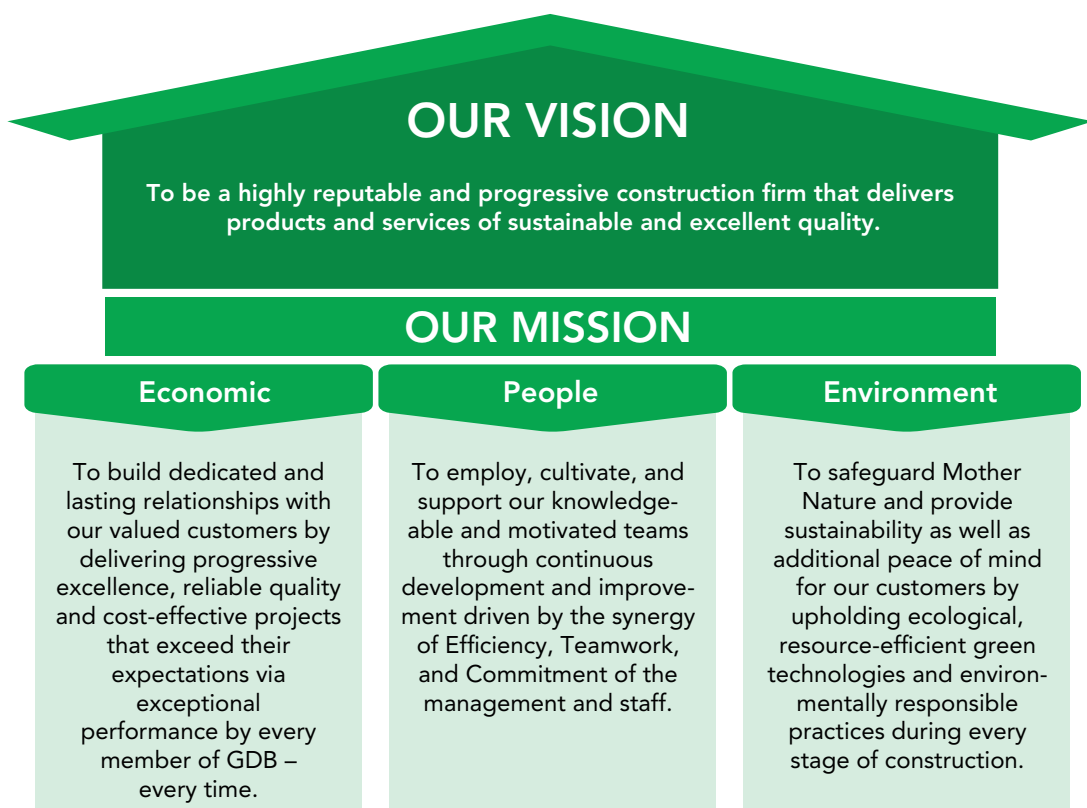 OUR VISION
To be a highly reputable and progressive construction firm that delivers
products and services of sustainable and excellent quality.
OUR MISSION
Economic
To build dedicated and
lasting relationships with
our valued customers by
delivering progressive
excellence, reliable quality
and cost-effective projects
that exceed their
expectations via
exceptional
performance by every
member of GDB –
every time.
People
To employ, cultivate, and
support our knowledge-
able and motivated teams
through continuous
development and improve-
ment driven by the synergy
of Efficiency, Teamwork,
and Commitment of the
management and staff.
Environment
To safeguard Mother
Nature and provide
sustainability as well as
additional peace of mind
for our customers by
upholding ecological,
resource-efficient green
technologies and environ-
mentally responsible
practices during every
stage of construction.